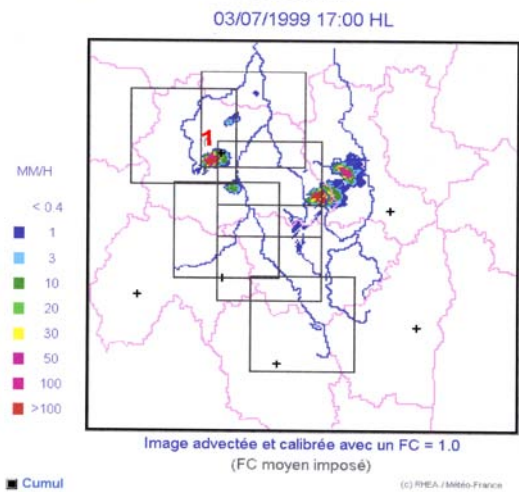 03/07/1999 17:00 HL
1
MM/H
< 0.4
1
3
10
20
30
50
100
>100
Image advectée et calibrée avec un FC = 1.0
(FC moyen imposé)
Cumul
(c) RHEA / Météo-France